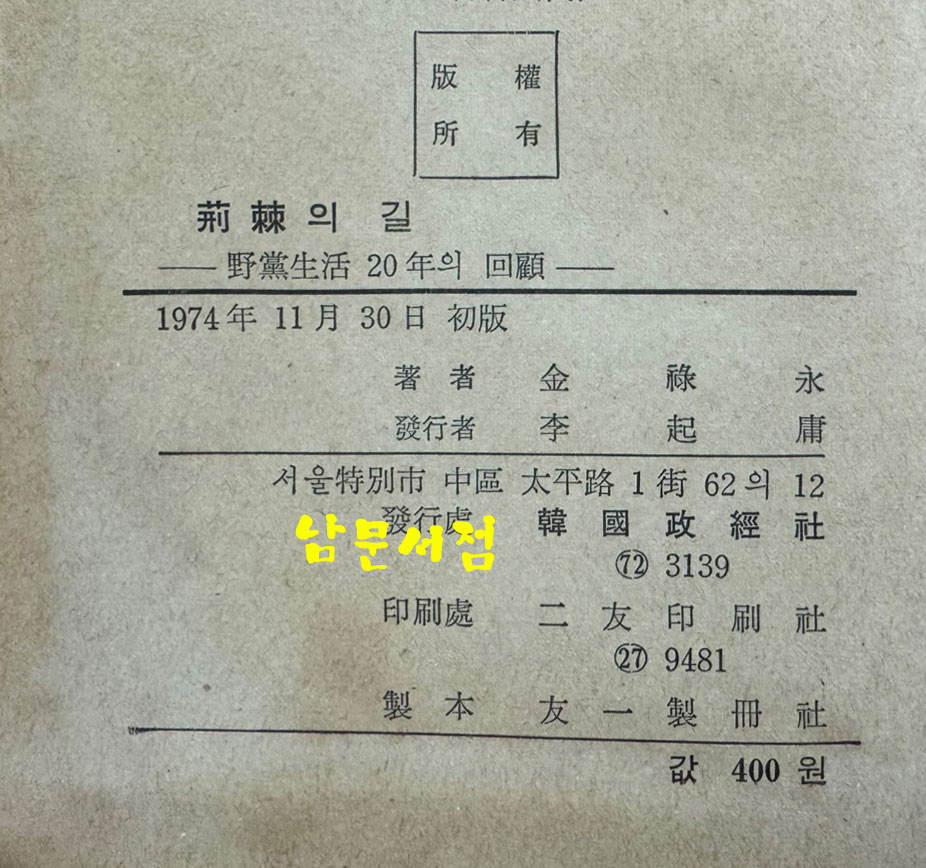 版 權
所 有
荊棘의 길
── 野黨生活 20年의 回顧 ──
1974年 11月 30日 初版
著 者 金 祿 永
發行者 李 起 庸
서울特別市 中區 太平路 1街 62의 12
發行處 韓國政經社
남문서점
㊆ 3139
印刷處 二友印刷社
㉗ 9481
製 本 友一製冊社
값 400 원